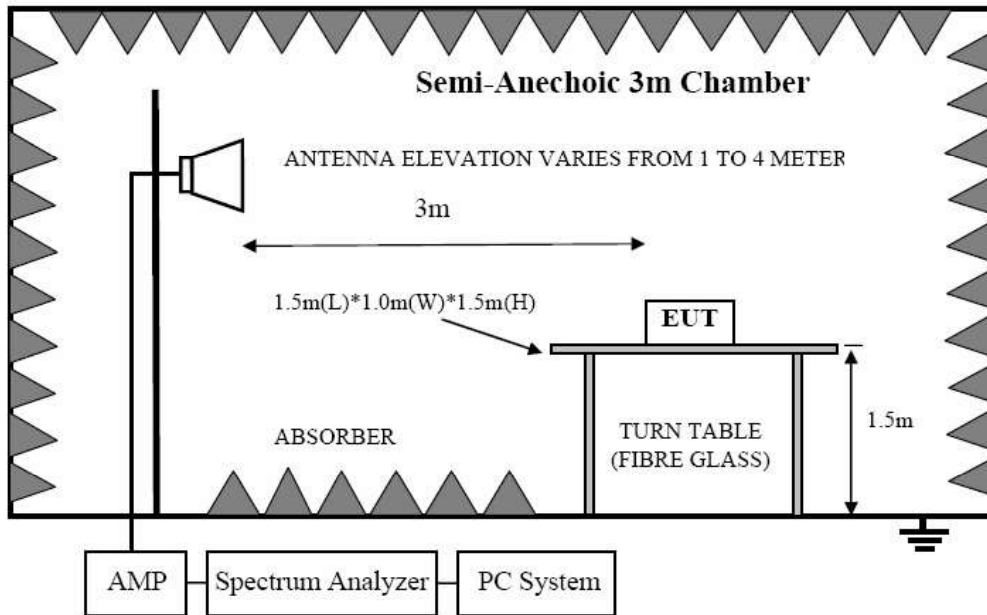 Semi-Anechoic 3m Chamber
ANTENNA ELEVATION VARIES FROM 1 TO 4 METER
3m
1.5m(L)*1.0m(W)*1.5m(H)
EUT
1.5m
ABSORBER
TURN TABLE
(FIBRE GLASS)
AMP
Spectrum Analyzer
PC System